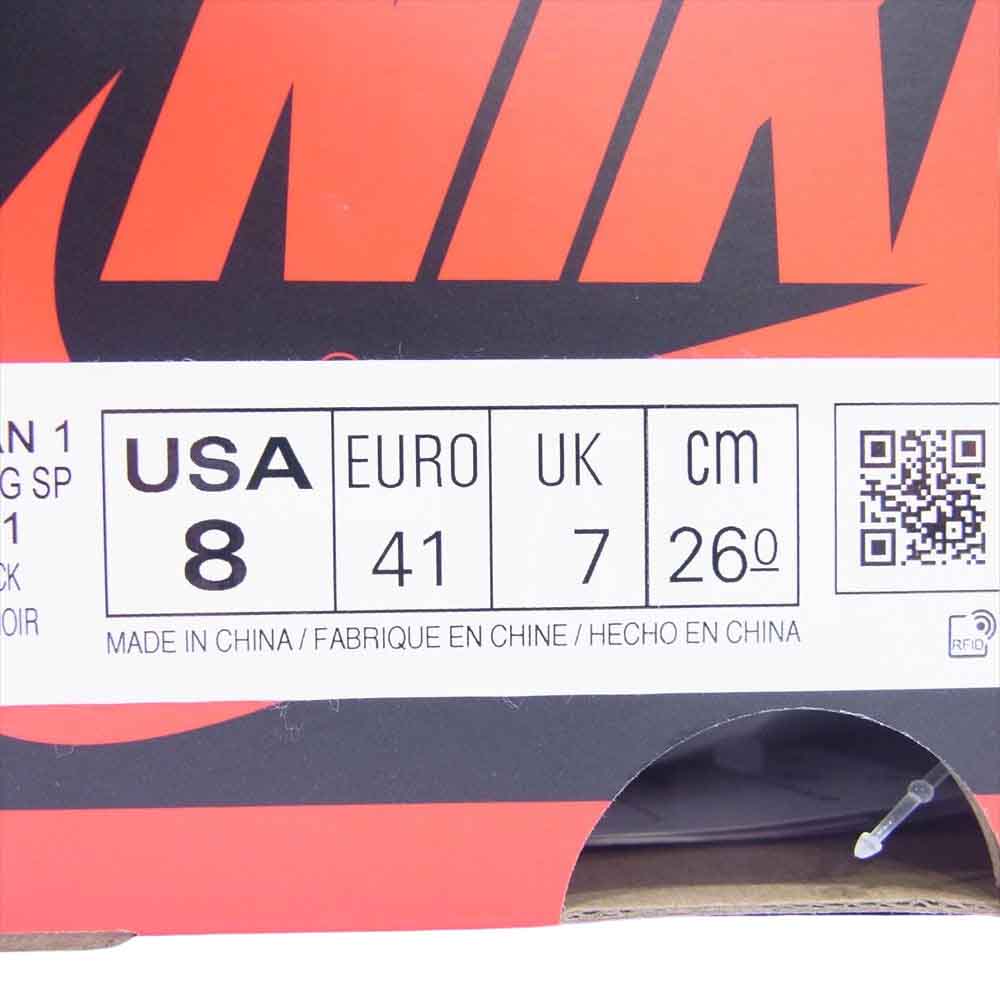 NIK
AN 1
G SP
1
CK
OIR
USA EURO UK cm
8 41 7 26 0
MADE IN CHINA / FABRIQUE EN CHINE / HECHO EN CHINA
RFID